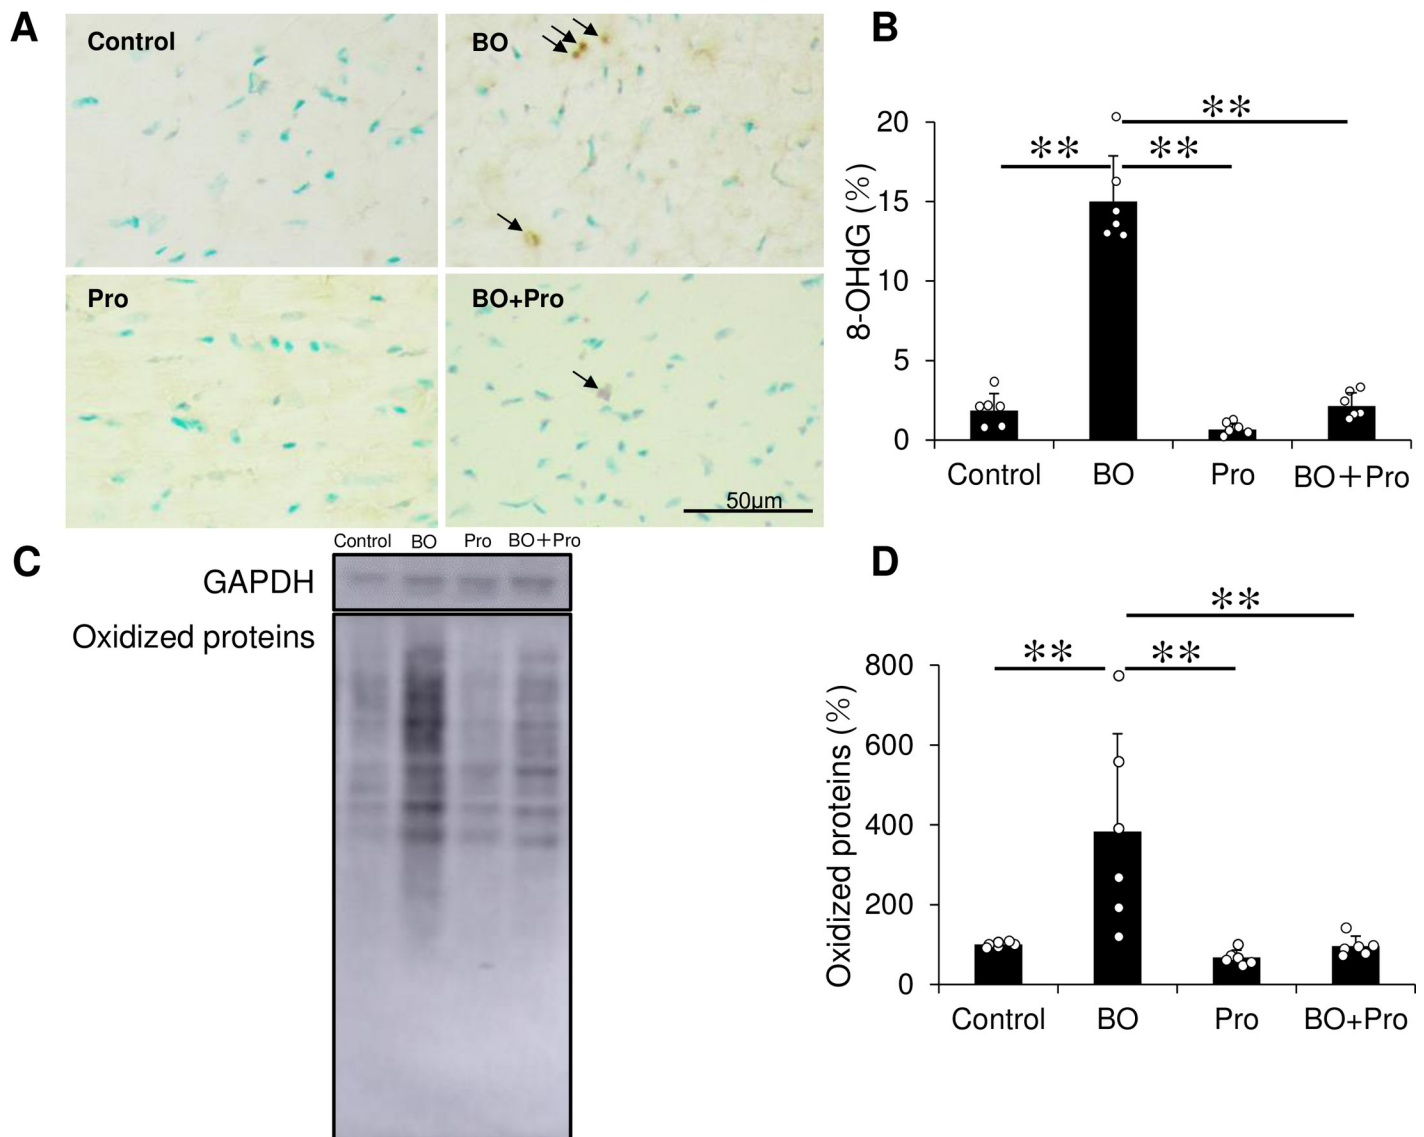 A
Control
BO
Pro
BO+Pro
50μm
B
8-OHdG (%)
20
15
10
5
0
** ** **
Control BO Pro BO+Pro
C
Control BO Pro BO+Pro
GAPDH
Oxidized proteins
D
Oxidized proteins (%)
800
600
400
200
0
** ** **
Control BO Pro BO+Pro